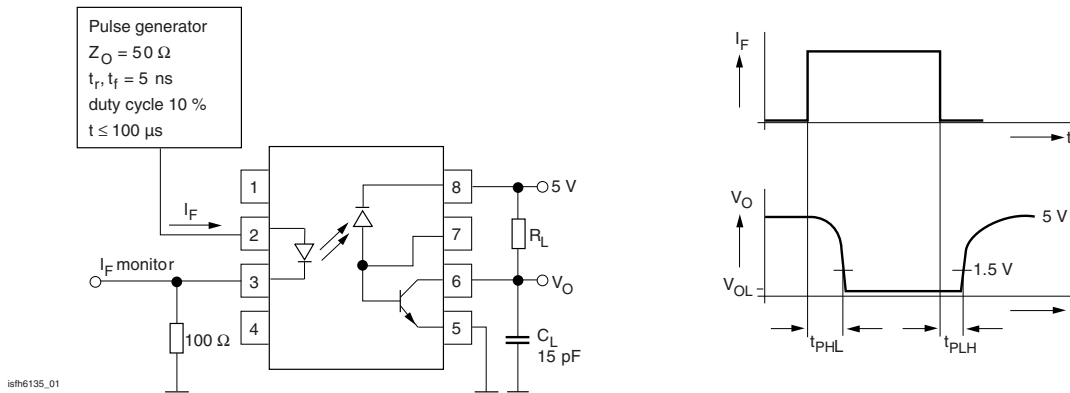 Pulse generator
Z_O = 50 Ω
t_r, t_f = 5 ns
duty cycle 10 %
t ≤ 100 µs
I_F
1
2
3
4
8
7
6
5
5 V
R_L
V_O
C_L
15 pF
I_F monitor
100 Ω
isfh6135_01
I_F
t
V_O
5 V
1.5 V
V_OL
t_PHL
t_PLH